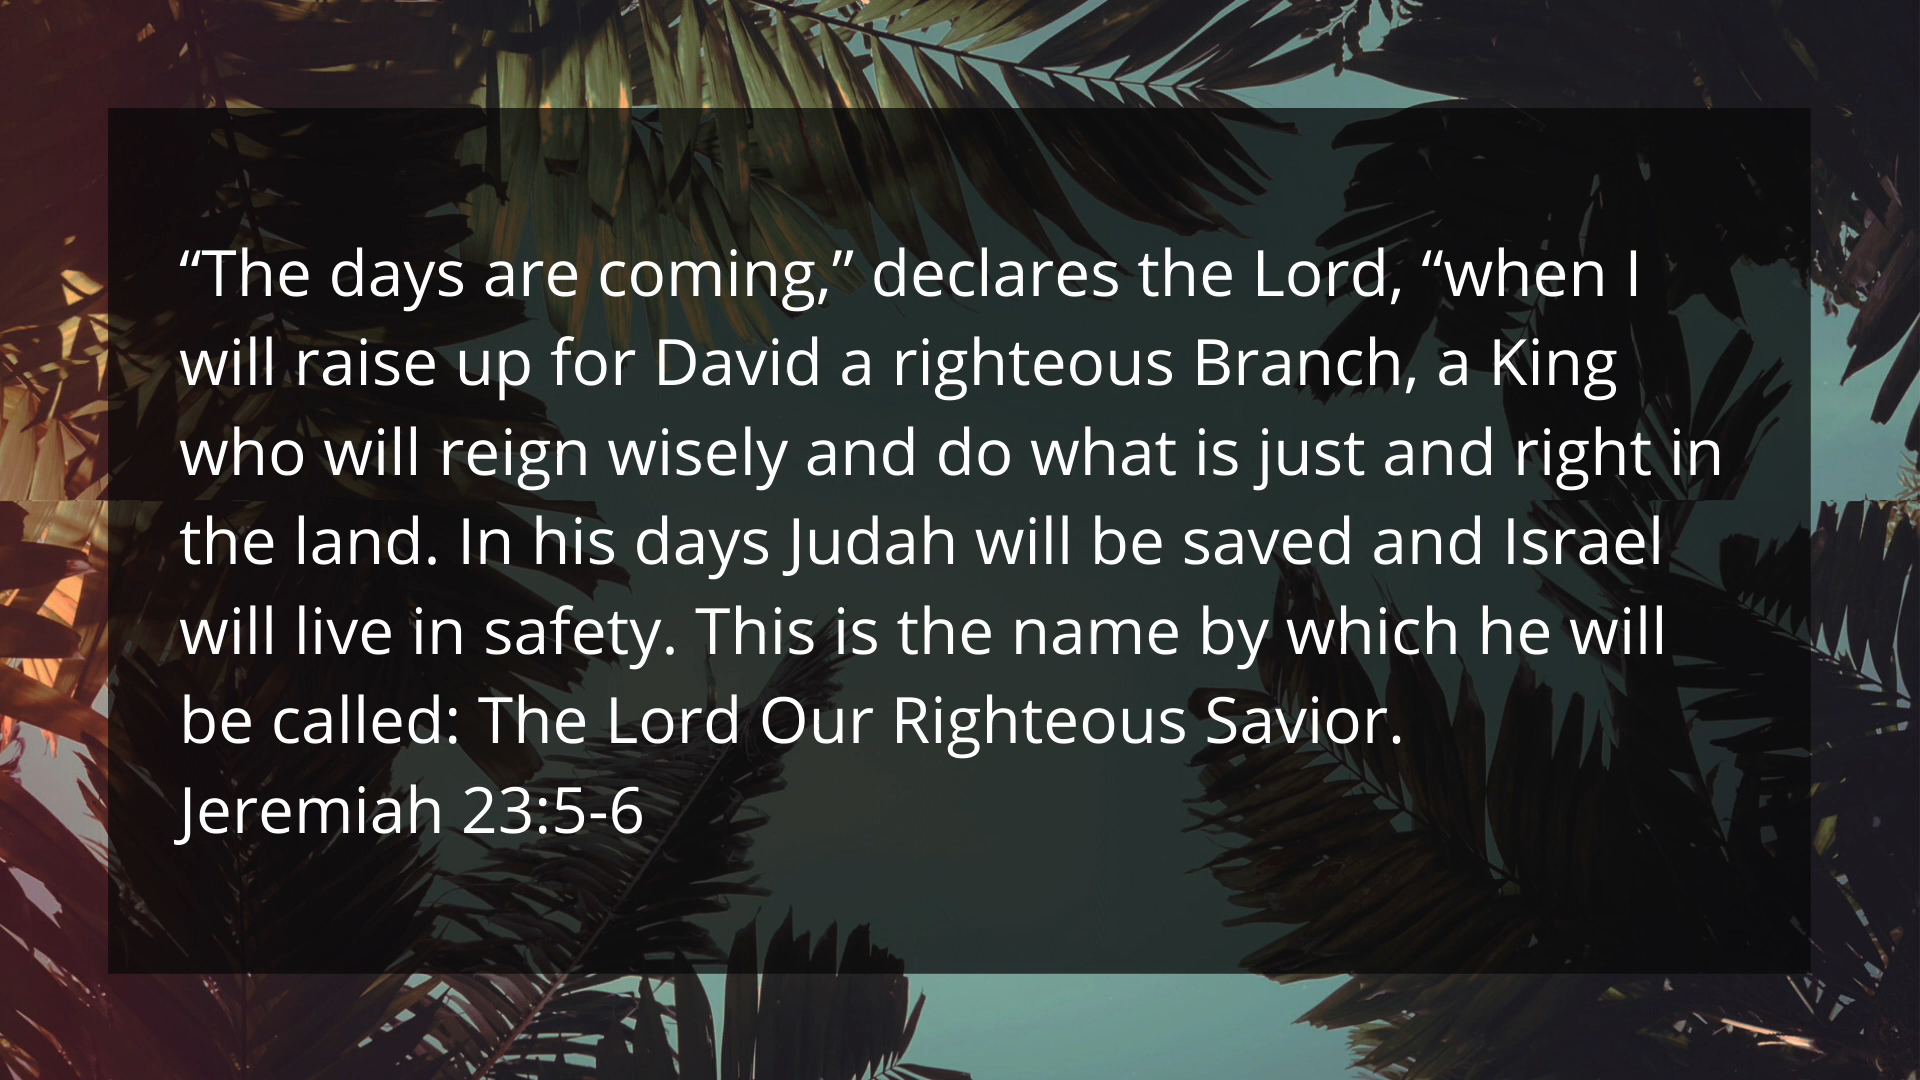 “The days are coming,” declares the Lord, “when I
will raise up for David a righteous Branch, a King
who will reign wisely and do what is just and right in
the land. In his days Judah will be saved and Israel
will live in safety. This is the name by which he will
be called: The Lord Our Righteous Savior.
Jeremiah 23:5-6